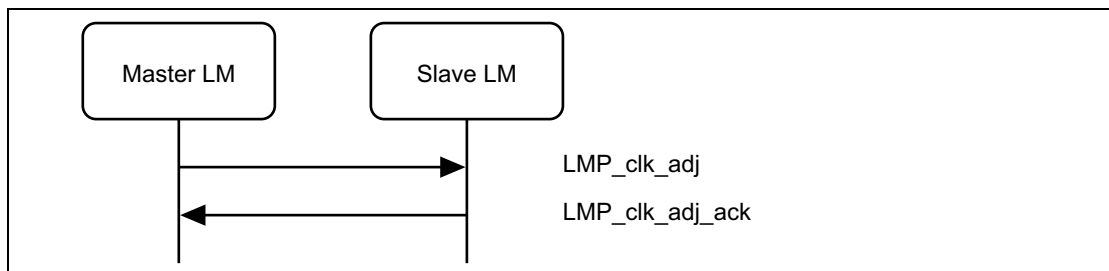 Master LM
Slave LM
LMP_clk_adj
LMP_clk_adj_ack